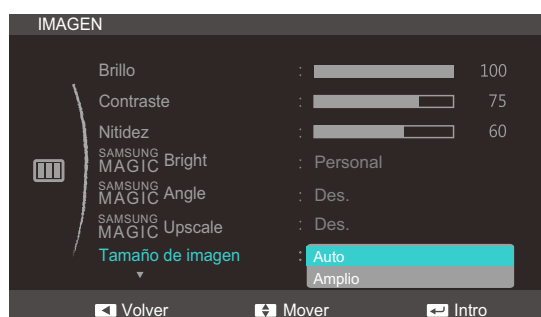 IMAGEN
Brillo : 100
Contraste : 75
Nitidez : 60
SAMSUNG MAGIC Bright : Personal
SAMSUNG MAGIC Angle : Des.
SAMSUNG MAGIC Upscale : Des.
Tamaño de imagen : Auto
Amplio
Volver Mover Intro